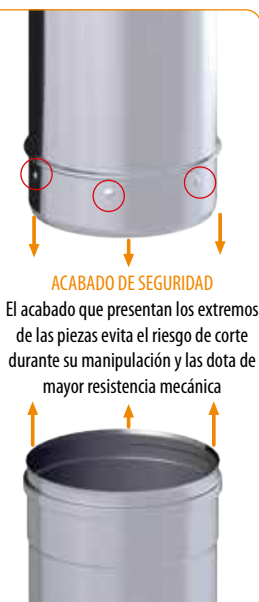 ACABADO DE SEGURIDAD
El acabado que presentan los extremos
de las piezas evita el riesgo de corte
durante su manipulación y las dota de
mayor resistencia mecánica